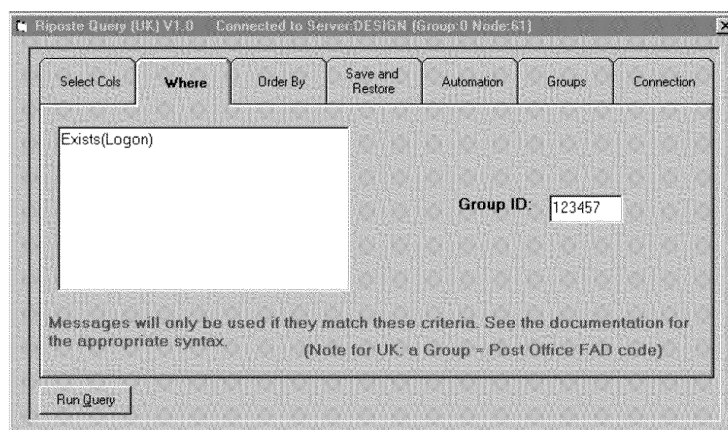 Riposte Query (UK) V1.0 Connected to Server:DESIGN (Group:0 Node:61)
Select Cols
Where
Order By
Save and
Restore
Automation
Groups
Connection
Exists(Logon)
Group ID: 123457
Messages will only be used if they match these criteria. See the documentation for
the appropriate syntax.
(Note for UK: a Group = Post Office FAD code)
Run Query